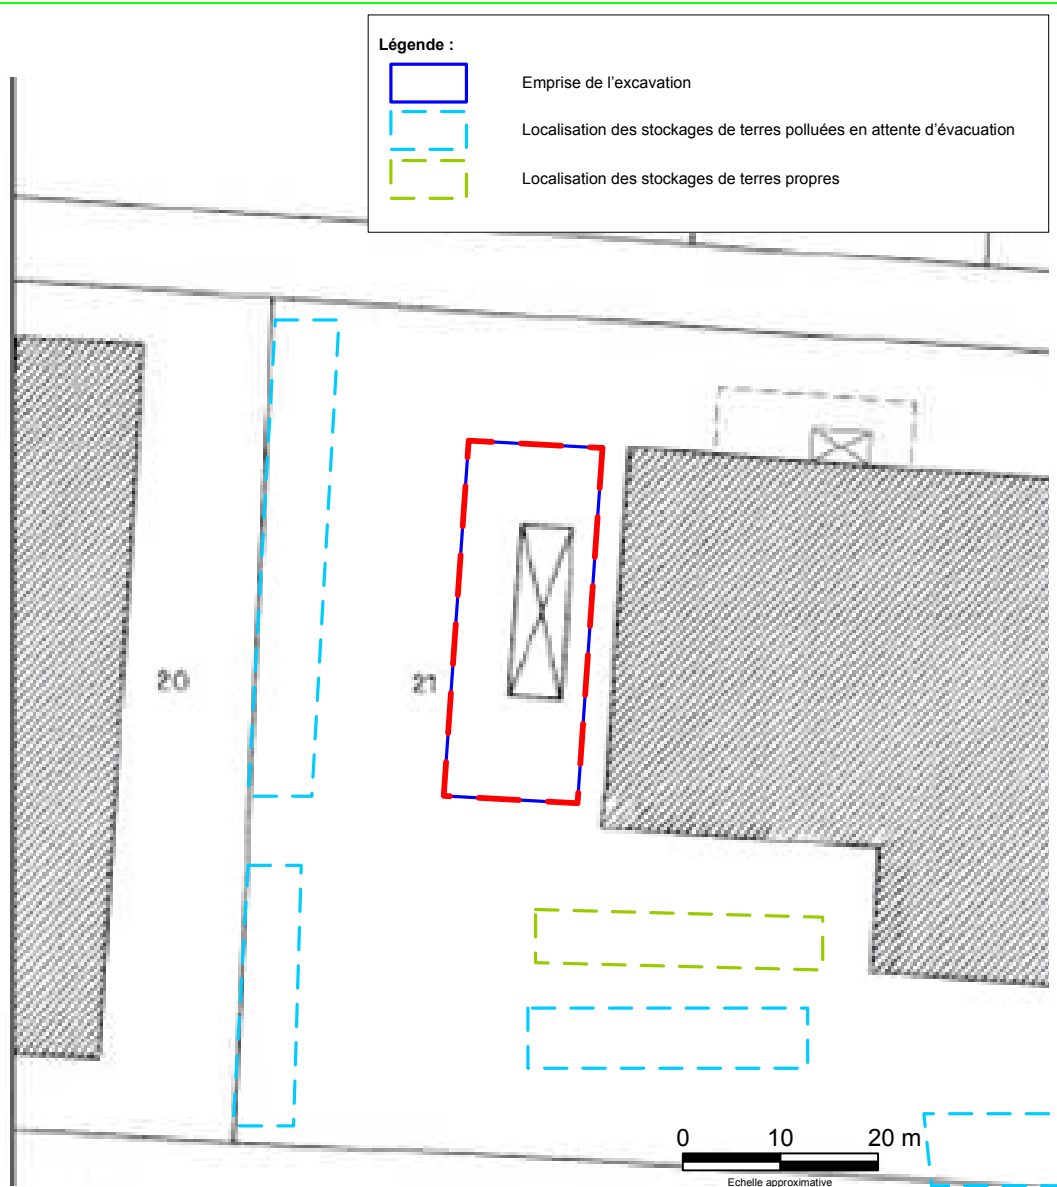 Légende :
Emprise de l’excavation
Localisation des stockages de terres polluées en attente d’évacuation
Localisation des stockages de terres propres
20
21
0 10 20 m
Echelle approximative